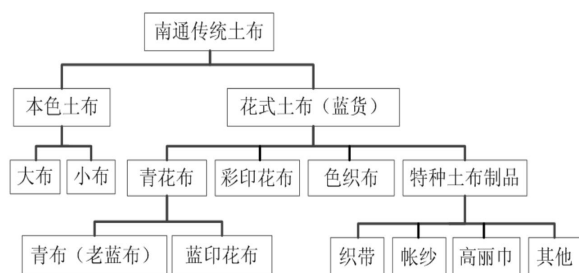 南通传统土布
本色土布
花式土布（蓝货）
大布
小布
青花布
彩印花布
色织布
特种土布制品
青布（老蓝布）
蓝印花布
织带
帐纱
高丽巾
其他